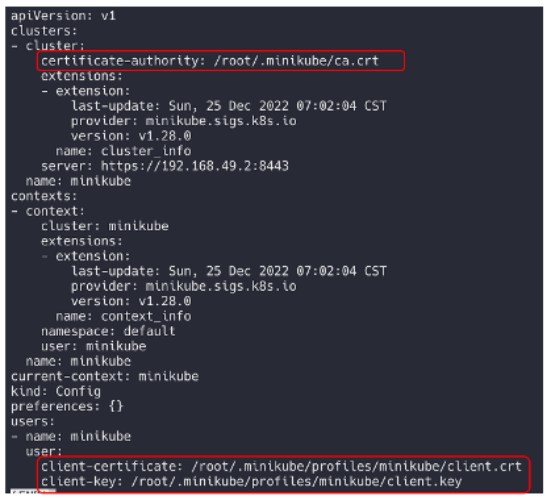 apiVersion: v1
clusters:
- cluster:
    certificate-authority: /root/.minikube/ca.crt
    extensions:
    - extension:
        last-update: Sun, 25 Dec 2022 07:02:04 CST
        provider: minikube.sigs.k8s.io
        version: v1.28.0
      name: cluster_info
    server: https://192.168.49.2:8443
  name: minikube
contexts:
- context:
    cluster: minikube
    extensions:
    - extension:
        last-update: Sun, 25 Dec 2022 07:02:04 CST
        provider: minikube.sigs.k8s.io
        version: v1.28.0
      name: context_info
    namespace: default
    user: minikube
  name: minikube
current-context: minikube
kind: Config
preferences: {}
users:
- name: minikube
  user:
    client-certificate: /root/.minikube/profiles/minikube/client.crt
    client-key: /root/.minikube/profiles/minikube/client.key